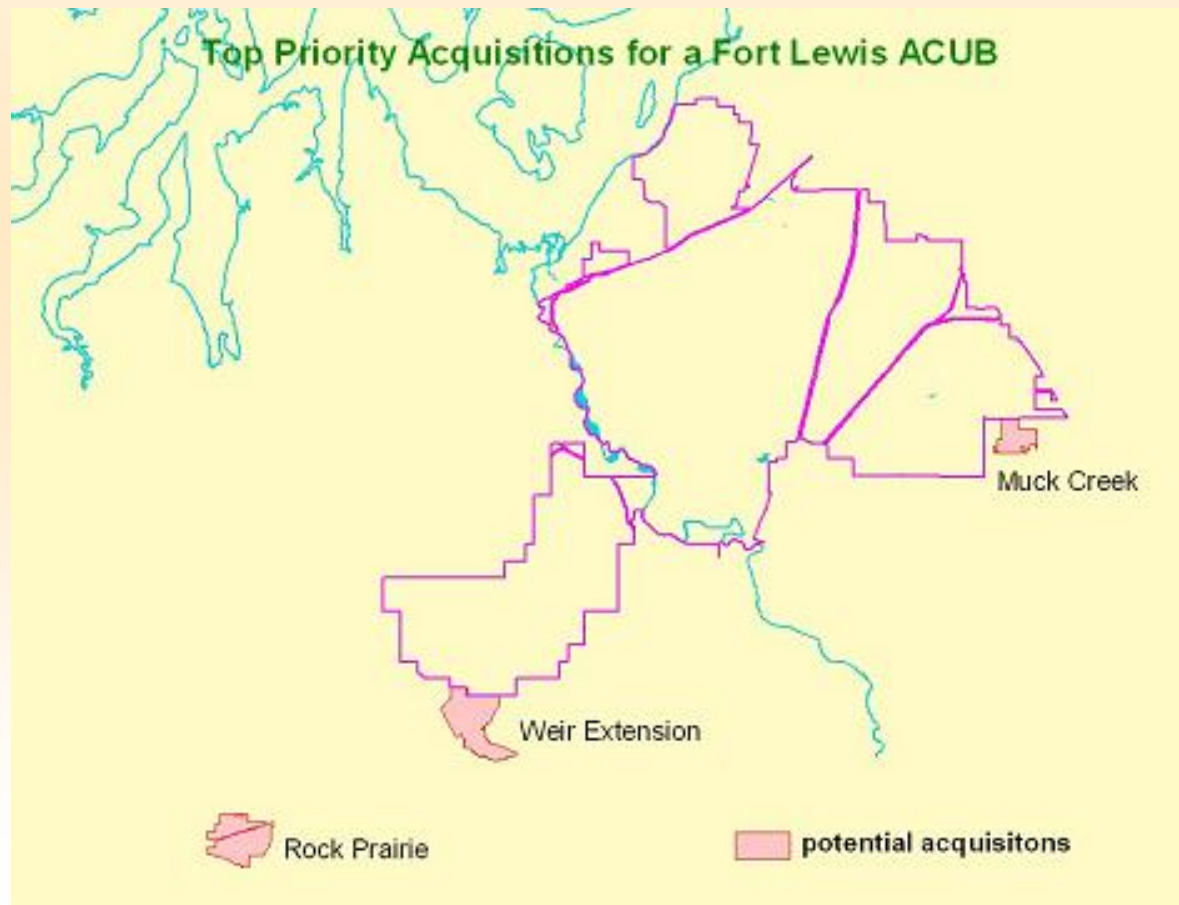 Top Priority Acquisitions for a Fort Lewis ACUB
Muck Creek
Weir Extension
Rock Prairie
potential acquisitons